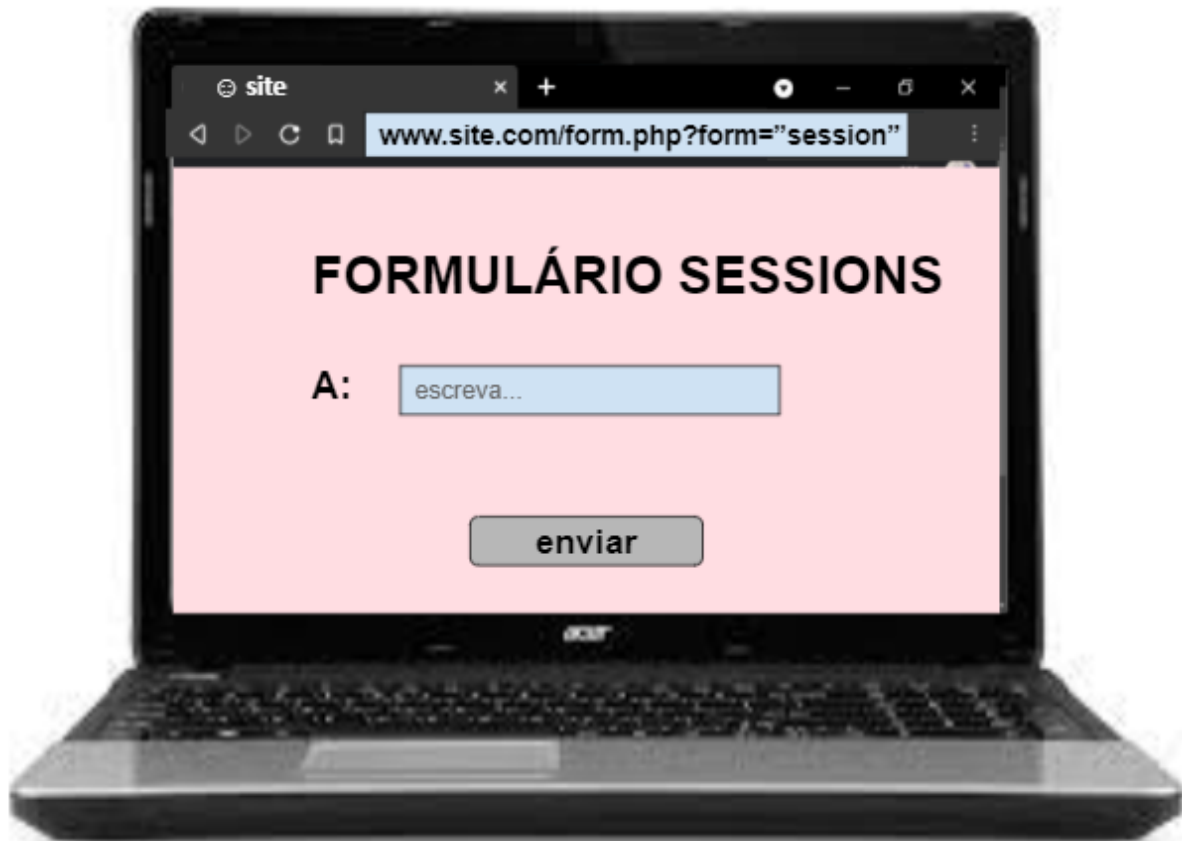 site
www.site.com/form.php?form=”session”
FORMULÁRIO SESSIONS
A: escreva...
enviar
acer